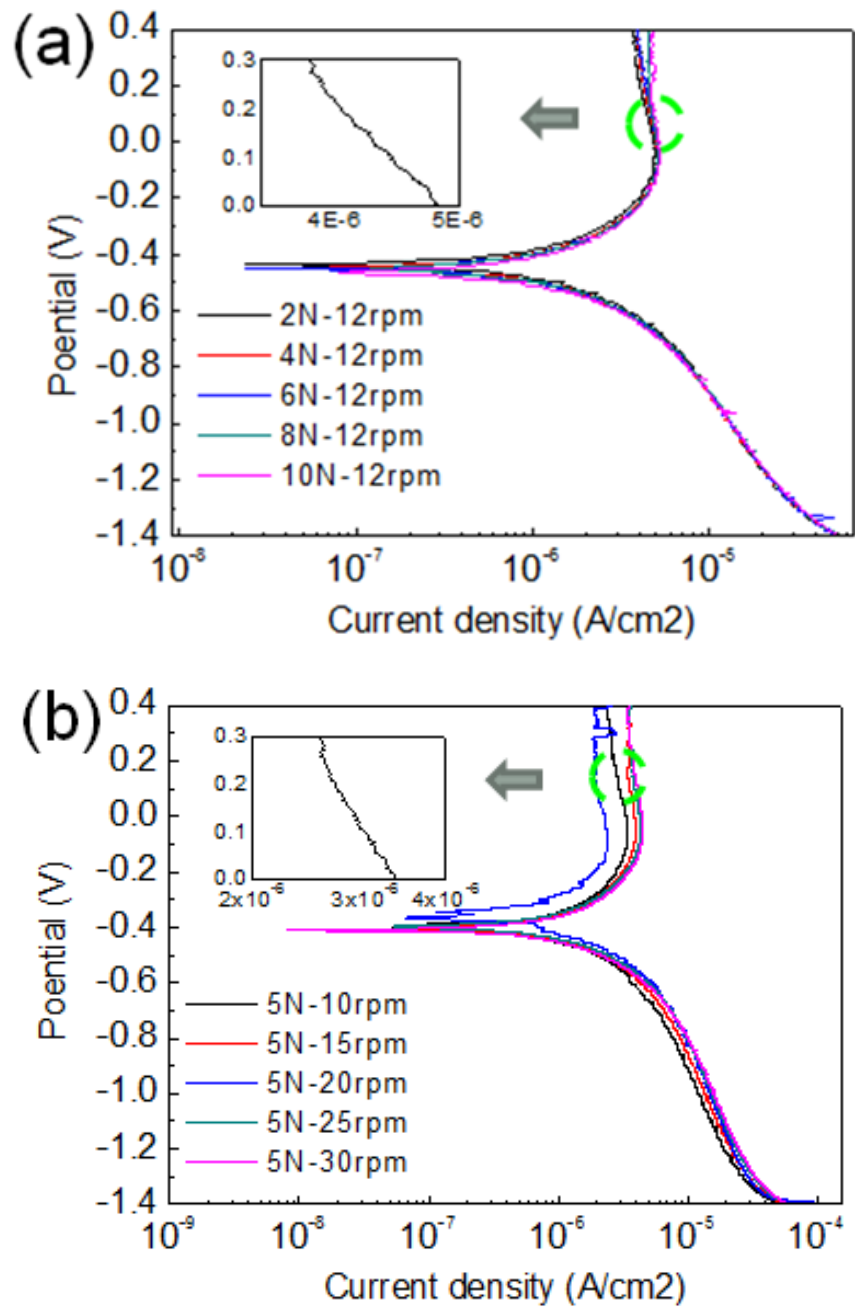 (a)
0.4
0.2
0.0
-0.2
-0.4
-0.6
-0.8
-1.0
-1.2
-1.4
Poential (V)
0.3
0.2
0.1
0.0
4E-6 5E-6
2N-12rpm
4N-12rpm
6N-12rpm
8N-12rpm
10N-12rpm
10⁻⁸ 10⁻⁷ 10⁻⁶ 10⁻⁵
Current density (A/cm2)
(b)
0.4
0.2
0.0
-0.2
-0.4
-0.6
-0.8
-1.0
-1.2
-1.4
Poential (V)
0.3
0.2
0.1
0.0
2x10⁻⁶ 3x10⁻⁶ 4x10⁻⁶
5N-10rpm
5N-15rpm
5N-20rpm
5N-25rpm
5N-30rpm
10⁻⁹ 10⁻⁸ 10⁻⁷ 10⁻⁶ 10⁻⁵ 10⁻⁴
Current density (A/cm2)